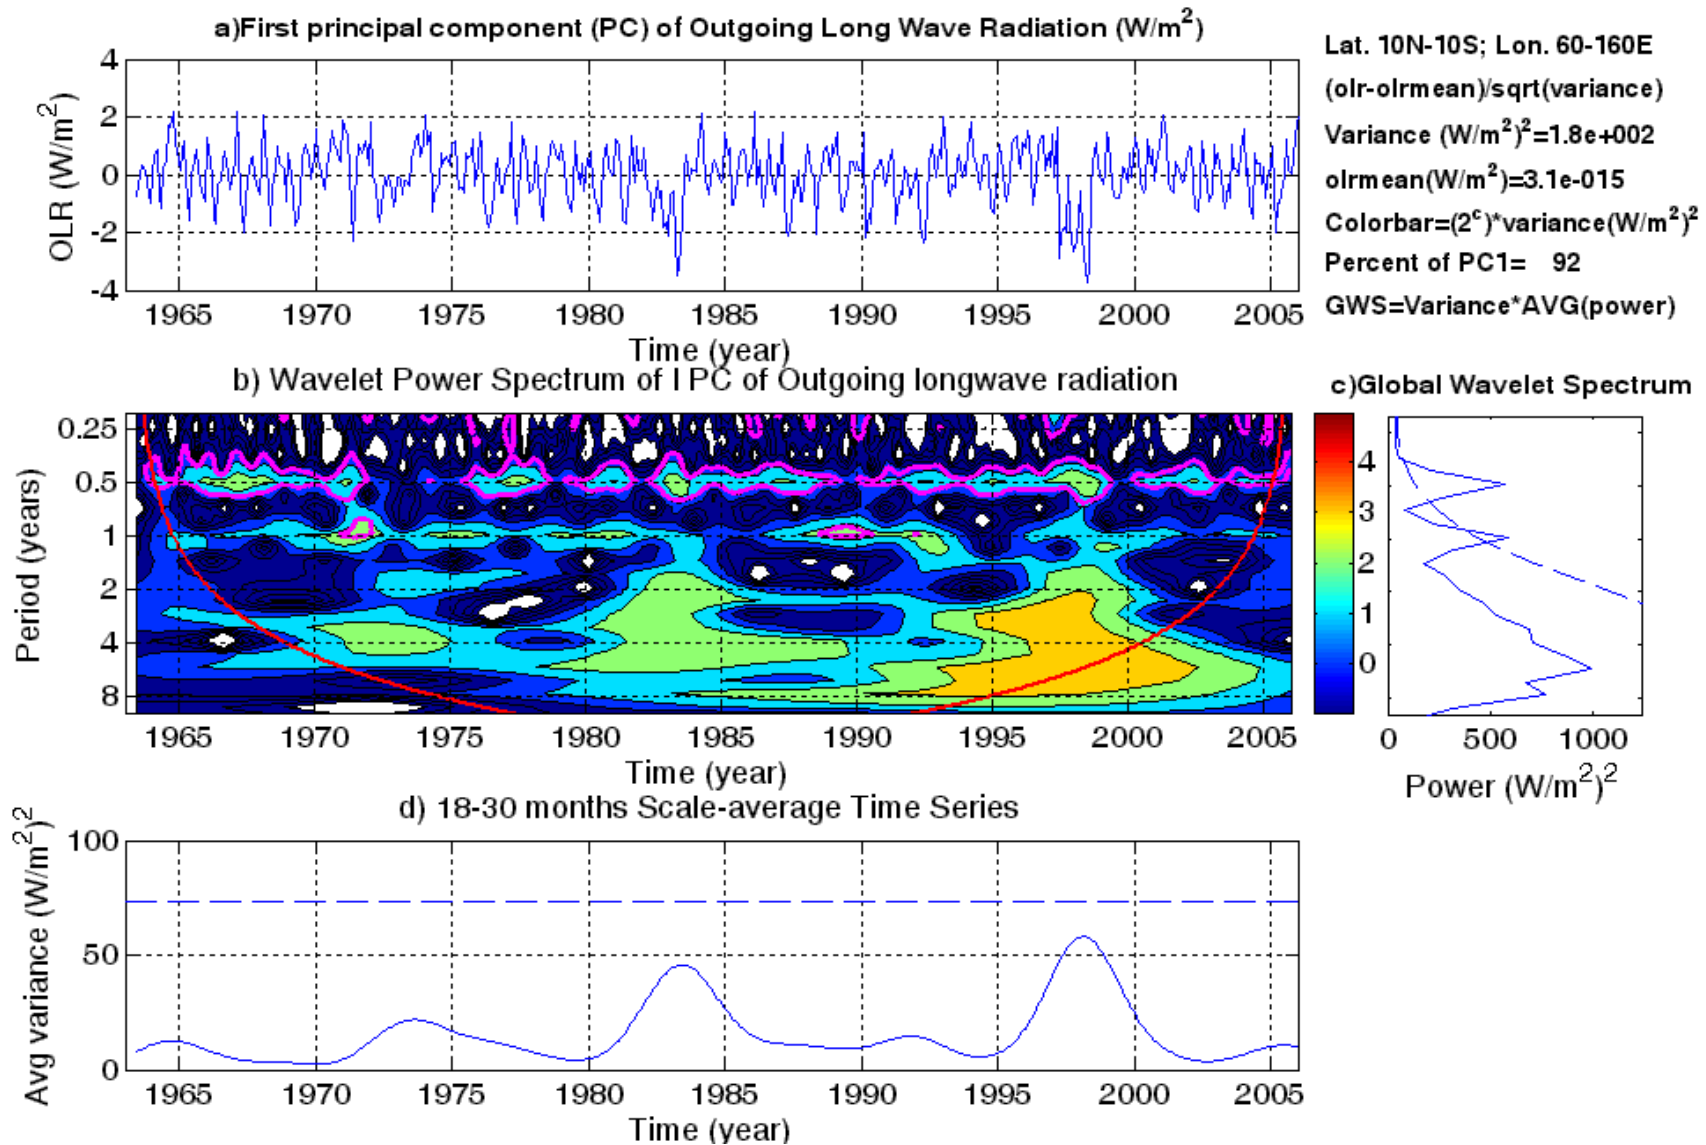 a)First principal component (PC) of Outgoing Long Wave Radiation (W/m²)
4
2
0
-2
-4
OLR (W/m²)
1965 1970 1975 1980 1985 1990 1995 2000 2005
Time (year)
Lat. 10N-10S; Lon. 60-160E
(olr-olrmean)/sqrt(variance)
Variance (W/m²)²=1.8e+002
olrmean(W/m²)=3.1e-015
Colorbar=(2ᶜ)*variance(W/m²)²
Percent of PC1= 92
GWS=Variance*AVG(power)
b) Wavelet Power Spectrum of I PC of Outgoing longwave radiation
0.25
0.5
1
2
4
8
Period (years)
1965 1970 1975 1980 1985 1990 1995 2000 2005
Time (year)
4
3
2
1
0
c)Global Wavelet Spectrum
0 500 1000
Power (W/m²)²
d) 18-30 months Scale-average Time Series
100
50
0
Avg variance (W/m²)²
1965 1970 1975 1980 1985 1990 1995 2000 2005
Time (year)